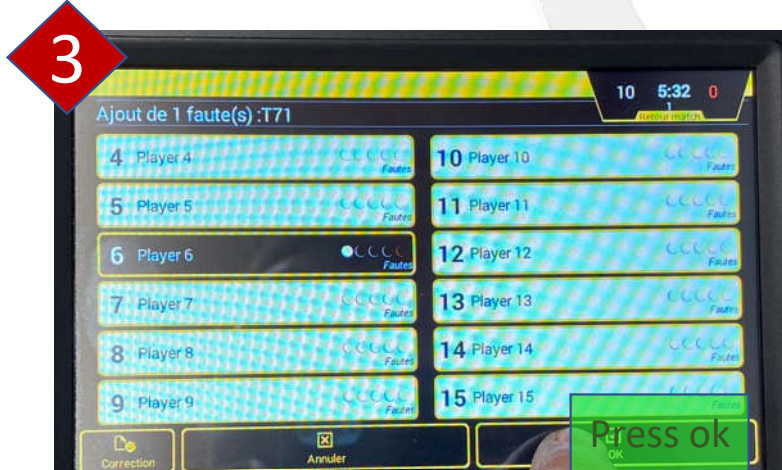 3
10 5:32 0
1
Retour match
Ajout de 1 faute(s) :T71
4 Player 4 Fautes
10 Player 10 Fautes
5 Player 5 Fautes
11 Player 11 Fautes
6 Player 6 Fautes
12 Player 12 Fautes
7 Player 7 Fautes
13 Player 13 Fautes
8 Player 8 Fautes
14 Player 14 Fautes
9 Player 9 Fautes
15 Player 15 Fautes
Correction
Annuler
OK
Press ok